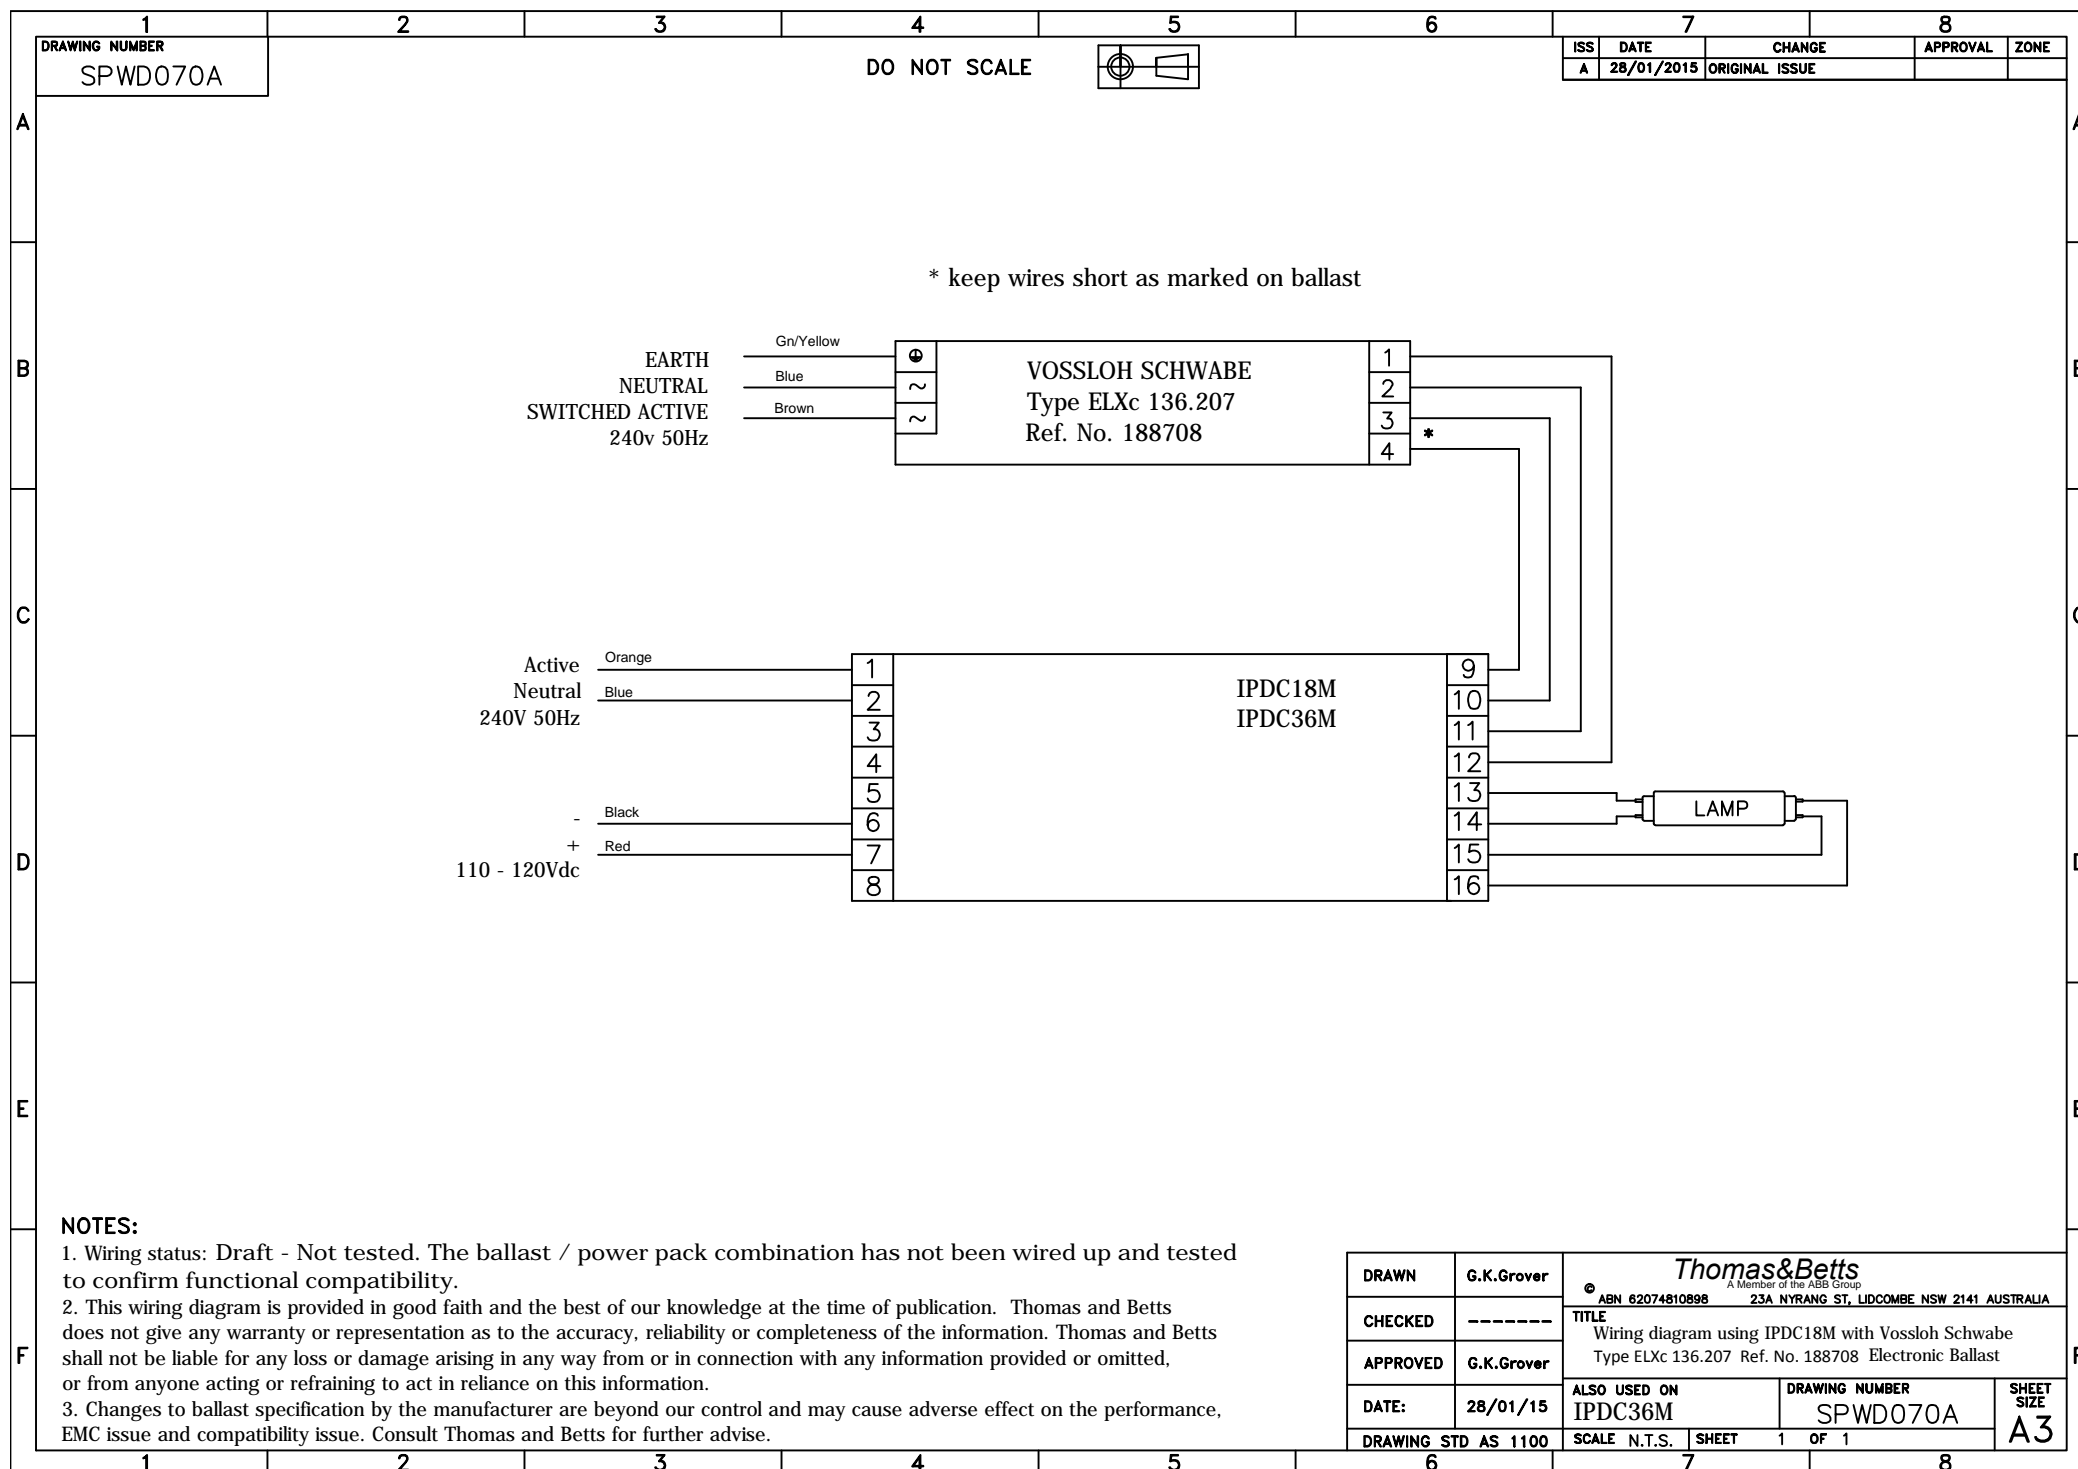 1 2 3 4 5 6 7 8
DRAWING NUMBER
SPWD070A
DO NOT SCALE
ISS DATE CHANGE APPROVAL ZONE
A 28/01/2015 ORIGINAL ISSUE
A
* keep wires short as marked on ballast
B
EARTH Gn/Yellow
NEUTRAL Blue ~
SWITCHED ACTIVE Brown ~
240v 50Hz
VOSSLOH SCHWABE
Type ELXc 136.207
Ref. No. 188708
1
2
3
4
*
C
Active Orange
Neutral Blue
240V 50Hz
- Black
+ Red
110 - 120Vdc
1
2
3
4
5
6
7
8
IPDC18M
IPDC36M
9
10
11
12
13
14
15
16
LAMP
D
E
NOTES:
1. Wiring status: Draft - Not tested. The ballast / power pack combination has not been wired up and tested
to confirm functional compatibility.
2. This wiring diagram is provided in good faith and the best of our knowledge at the time of publication. Thomas and Betts
does not give any warranty or representation as to the accuracy, reliability or completeness of the information. Thomas and Betts
shall not be liable for any loss or damage arising in any way from or in connection with any information provided or omitted,
or from anyone acting or refraining to act in reliance on this information.
3. Changes to ballast specification by the manufacturer are beyond our control and may cause adverse effect on the performance,
EMC issue and compatibility issue. Consult Thomas and Betts for further advise.
F
DRAWN G.K.Grover
CHECKED -------
APPROVED G.K.Grover
DATE: 28/01/15
DRAWING STD AS 1100
Thomas&Betts
A Member of the ABB Group
© ABN 62074810898 23A NYRANG ST, LIDCOMBE NSW 2141 AUSTRALIA
TITLE
Wiring diagram using IPDC18M with Vossloh Schwabe
Type ELXc 136.207 Ref. No. 188708 Electronic Ballast
ALSO USED ON
IPDC36M
DRAWING NUMBER
SPWD070A
SHEET
SIZE
A3
SCALE N.T.S. SHEET 1 OF 1
1 2 3 4 5 6 7 8